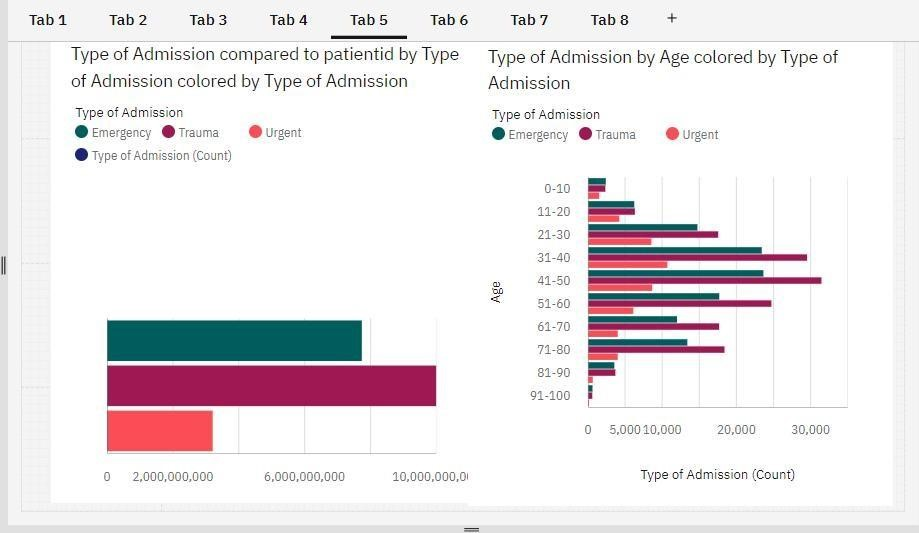 Tab 1 Tab 2 Tab 3 Tab 4 Tab 5 Tab 6 Tab 7 Tab 8 +
Type of Admission compared to patientid by Type
of Admission colored by Type of Admission
Type of Admission
Emergency Trauma Urgent
Type of Admission (Count)
0 2,000,000,000 6,000,000,000 10,000,000,0
Type of Admission by Age colored by Type of
Admission
Type of Admission
Emergency Trauma Urgent
Age
0-10
11-20
21-30
31-40
41-50
51-60
61-70
71-80
81-90
91-100
0 5,000 10,000 20,000 30,000
Type of Admission (Count)